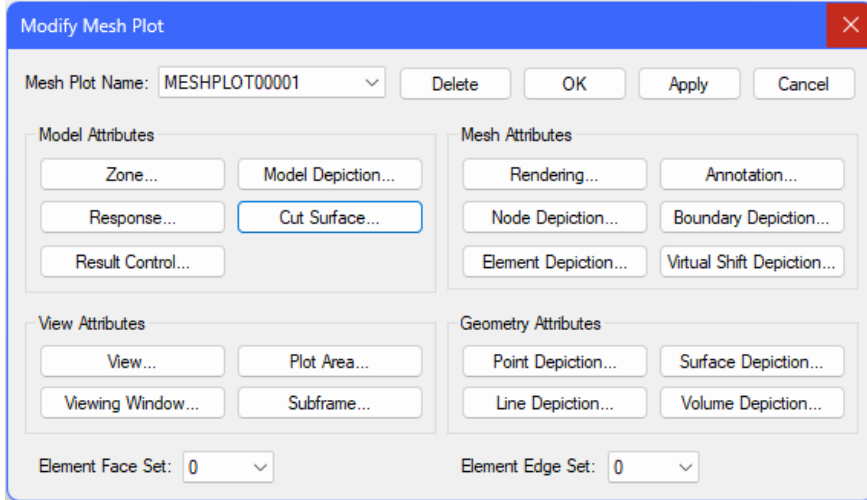 Modify Mesh Plot
Mesh Plot Name: MESHPLOT00001 Delete OK Apply Cancel
Model Attributes
Zone... Model Depiction...
Response... Cut Surface...
Result Control...
Mesh Attributes
Rendering... Annotation...
Node Depiction... Boundary Depiction...
Element Depiction... Virtual Shift Depiction...
View Attributes
View... Plot Area...
Viewing Window... Subframe...
Geometry Attributes
Point Depiction... Surface Depiction...
Line Depiction... Volume Depiction...
Element Face Set: 0 Element Edge Set: 0